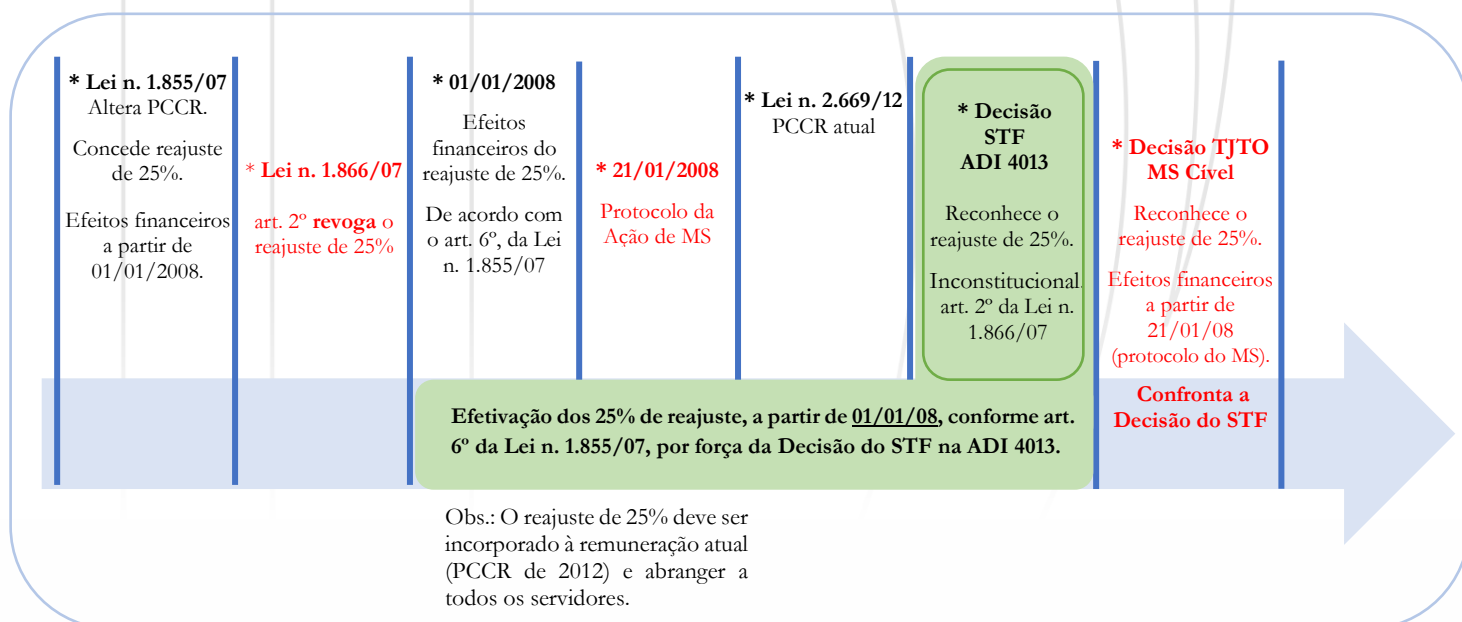 * Lei n. 1.855/07
Altera PCCR.
Concede reajuste
de 25%.
Efeitos financeiros
a partir de
01/01/2008.
* Lei n. 1.866/07
art. 2º revoga o
reajuste de 25%
* 01/01/2008
Efeitos
financeiros do
reajuste de 25%.
De acordo com
o art. 6º, da Lei
n. 1.855/07
* 21/01/2008
Protocolo da
Ação de MS
* Lei n. 2.669/12
PCCR atual
* Decisão
STF
ADI 4013
Reconhece o
reajuste de 25%.
Inconstitucional.
art. 2º da Lei n.
1.866/07
* Decisão TJTO
MS Cível
Reconhece o
reajuste de 25%.
Efeitos financeiros
a partir de
21/01/08
(protocolo do MS).
Confronta a
Decisão do STF
Efetivação dos 25% de reajuste, a partir de 01/01/08, conforme art.
6º da Lei n. 1.855/07, por força da Decisão do STF na ADI 4013.
Obs.: O reajuste de 25% deve ser
incorporado à remuneração atual
(PCCR de 2012) e abranger a
todos os servidores.